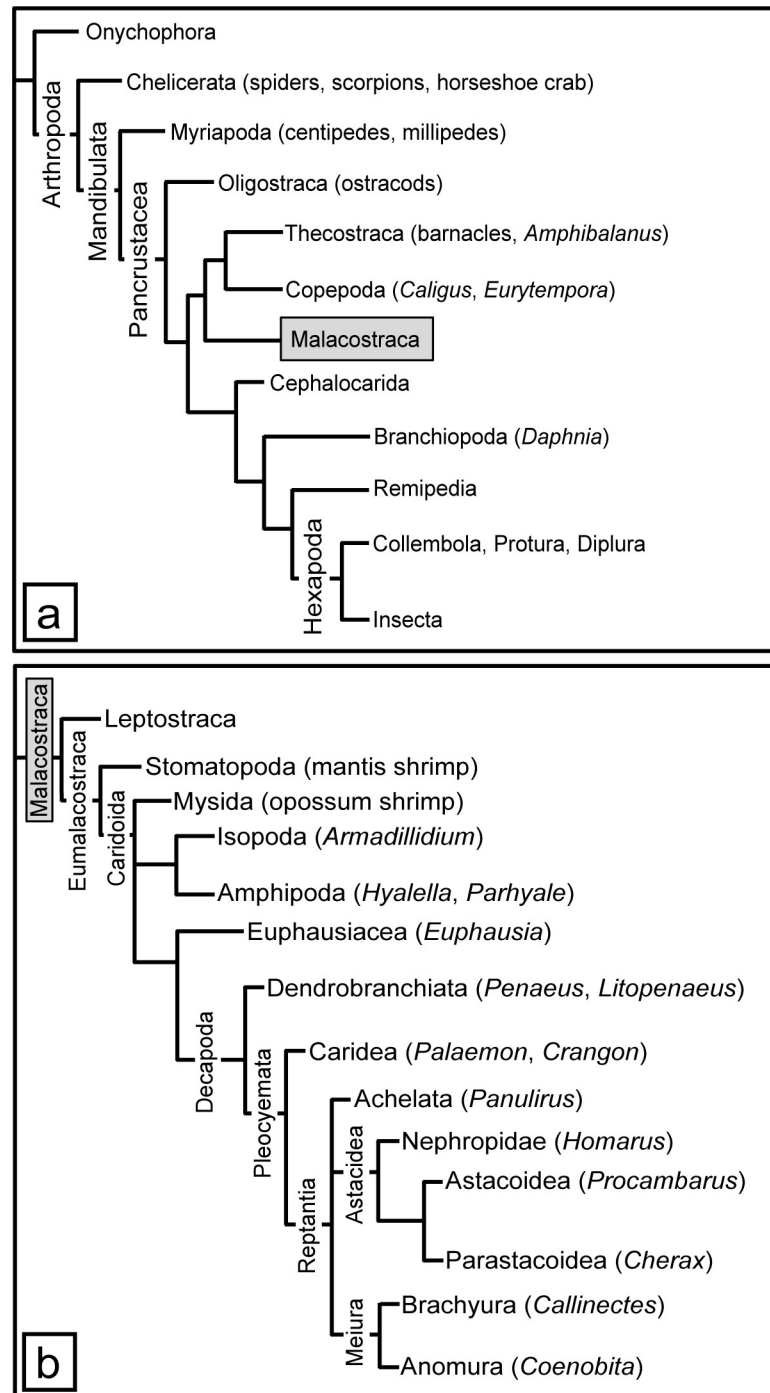 Onychophora
Arthropoda
Chelicerata (spiders, scorpions, horseshoe crab)
Mandibulata
Myriapoda (centipedes, millipedes)
Pancrustacea
Oligostraca (ostracods)
Thecostraca (barnacles, Amphibalanus)
Copepoda (Caligus, Eurytempora)
Malacostraca
Cephalocarida
Branchiopoda (Daphnia)
Remipedia
Hexapoda
Collembola, Protura, Diplura
Insecta
a
Malacostraca
Leptostraca
Eumalacostraca
Stomatopoda (mantis shrimp)
Caridoida
Mysida (opossum shrimp)
Isopoda (Armadillidium)
Amphipoda (Hyalella, Parhyale)
Euphausiacea (Euphausia)
Decapoda
Dendrobranchiata (Penaeus, Litopenaeus)
Pleocyemata
Caridea (Palaemon, Crangon)
Reptantia
Achelata (Panulirus)
Astacidea
Nephropidae (Homarus)
Astacoidea (Procambarus)
Parastacoidea (Cherax)
Meiura
Brachyura (Callinectes)
Anomura (Coenobita)
b